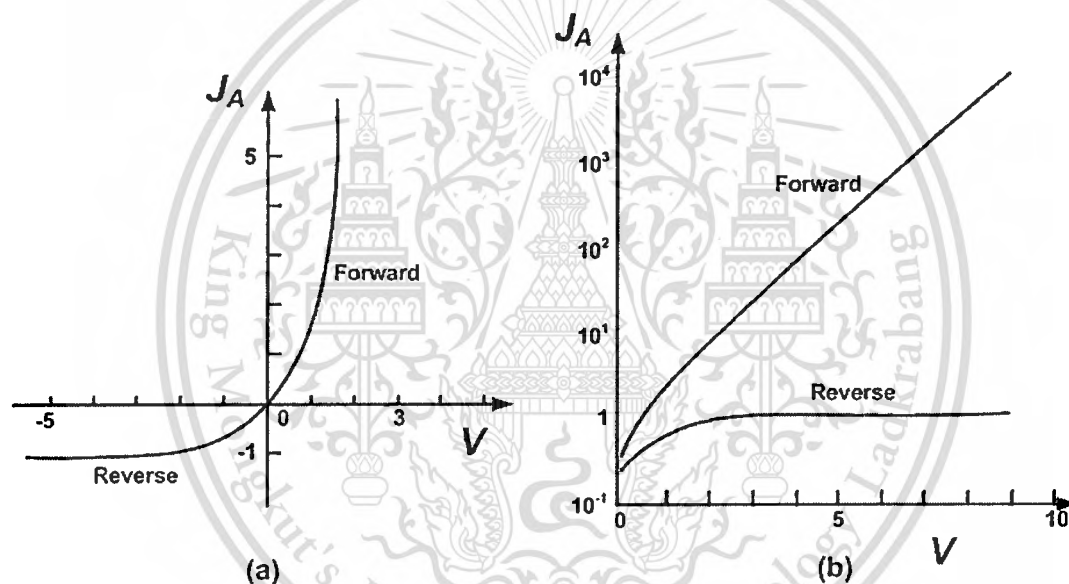 J_A
5
Forward
-5
0
3
V
-1
Reverse
(a)
J_A
10^4
10^3
Forward
10^2
10^1
Reverse
1
10^-1
0
5
10
V
(b)
King Mongkut's
Ladkrabang